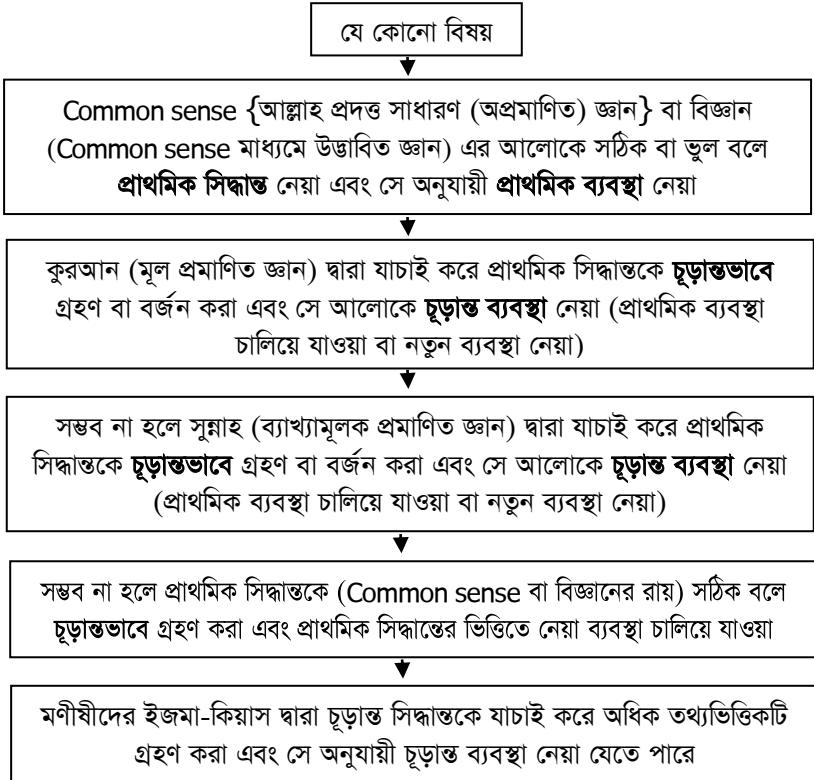 যে কোনো বিষয়
Common sense {আল্লাহ প্রদত্ত সাধারণ (অপ্রমাণিত) জ্ঞান} বা বিজ্ঞান
(Common sense মাধ্যমে উদ্ভাবিত জ্ঞান) এর আলোকে সঠিক বা ভুল বলে
প্রাথমিক সিদ্ধান্ত নেয়া এবং সে অনুযায়ী প্রাথমিক ব্যবস্থা নেয়া
কুরআন (মূল প্রমাণিত জ্ঞান) দ্বারা যাচাই করে প্রাথমিক সিদ্ধান্তকে চূড়ান্তভাবে
গ্রহণ বা বর্জন করা এবং সে আলোকে চূড়ান্ত ব্যবস্থা নেয়া (প্রাথমিক ব্যবস্থা
চালিয়ে যাওয়া বা নতুন ব্যবস্থা নেয়া)
সম্ভব না হলে সুন্নাহ (ব্যাখ্যামূলক প্রমাণিত জ্ঞান) দ্বারা যাচাই করে প্রাথমিক
সিদ্ধান্তকে চূড়ান্তভাবে গ্রহণ বা বর্জন করা এবং সে আলোকে চূড়ান্ত ব্যবস্থা নেয়া
(প্রাথমিক ব্যবস্থা চালিয়ে যাওয়া বা নতুন ব্যবস্থা নেয়া)
সম্ভব না হলে প্রাথমিক সিদ্ধান্তকে (Common sense বা বিজ্ঞানের রায়) সঠিক বলে
চূড়ান্তভাবে গ্রহণ করা এবং প্রাথমিক সিদ্ধান্তের ভিত্তিতে নেয়া ব্যবস্থা চালিয়ে যাওয়া
মণীষীদের ইজমা-কিয়াস দ্বারা চূড়ান্ত সিদ্ধান্তকে যাচাই করে অধিক তথ্যভিত্তিকটি
গ্রহণ করা এবং সে অনুযায়ী চূড়ান্ত ব্যবস্থা নেয়া যেতে পারে